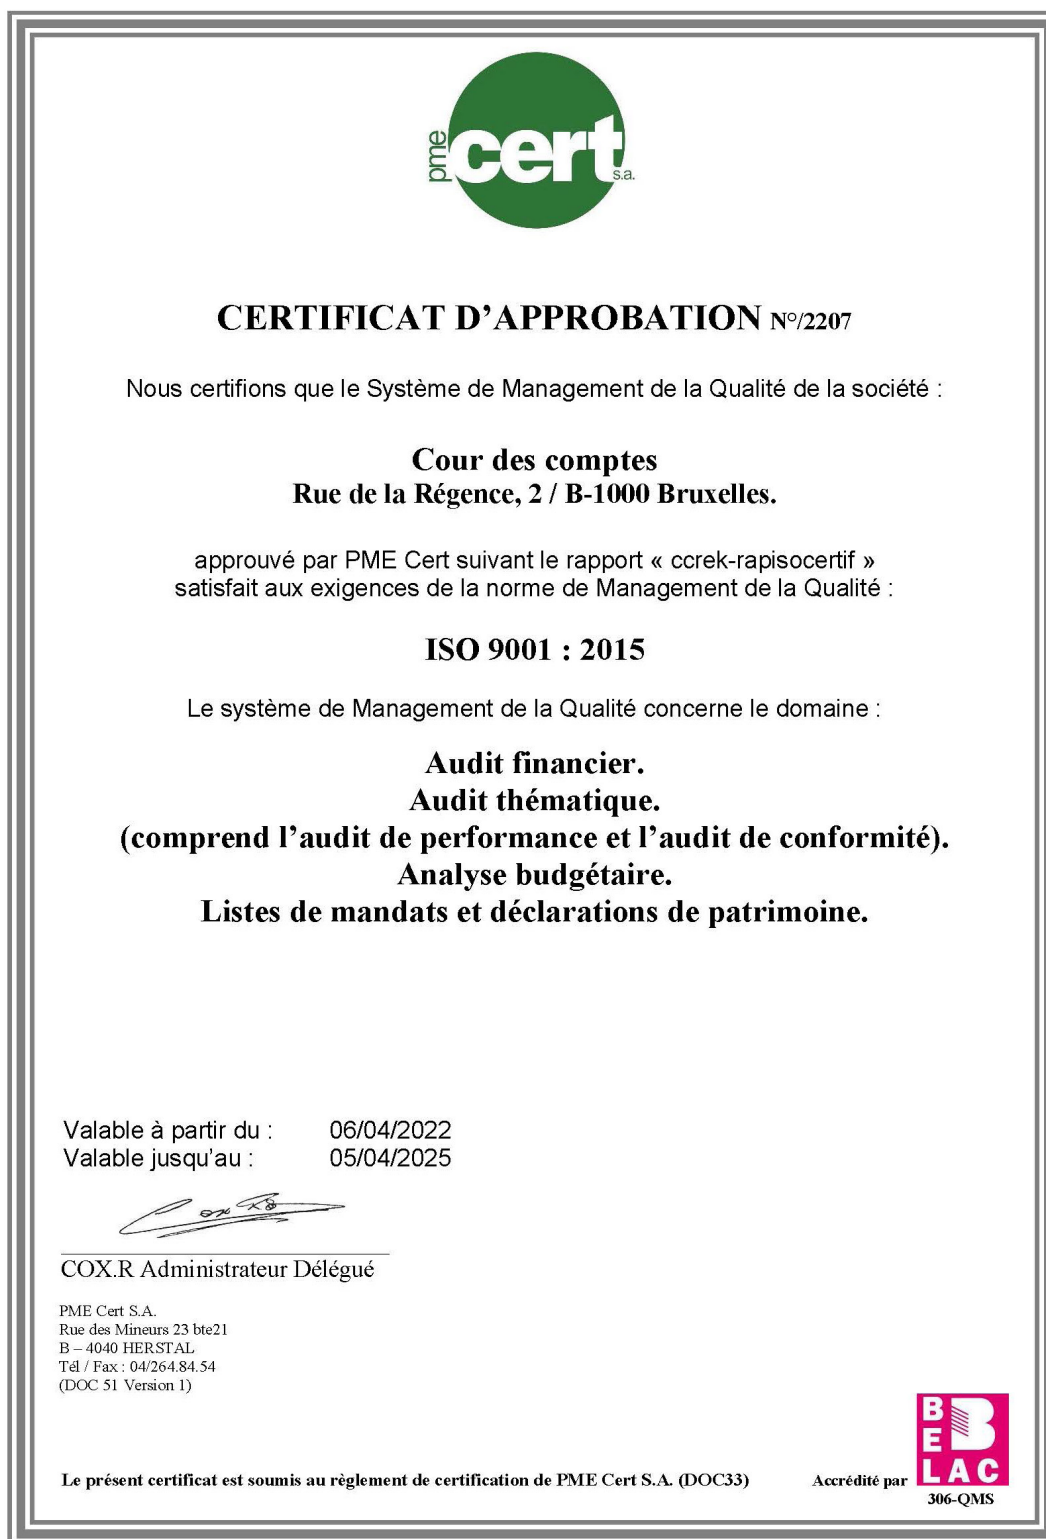 pme cert s.a.
CERTIFICAT D’APPROBATION N°/2207
Nous certifions que le Système de Management de la Qualité de la société :
Cour des comptes
Rue de la Régence, 2 / B-1000 Bruxelles.
approuvé par PME Cert suivant le rapport « ccrek-rapisocertif »
satisfait aux exigences de la norme de Management de la Qualité :
ISO 9001 : 2015
Le système de Management de la Qualité concerne le domaine :
Audit financier.
Audit thématique.
(comprend l’audit de performance et l’audit de conformité).
Analyse budgétaire.
Listes de mandats et déclarations de patrimoine.
Valable à partir du : 06/04/2022
Valable jusqu’au : 05/04/2025
COX.R Administrateur Délégué
PME Cert S.A.
Rue des Mineurs 23 bte21
B – 4040 HERSTAL
Tél / Fax : 04/264.84.54
(DOC 51 Version 1)
Le présent certificat est soumis au règlement de certification de PME Cert S.A. (DOC33)
Accrédité par
BELAC
306-QMS